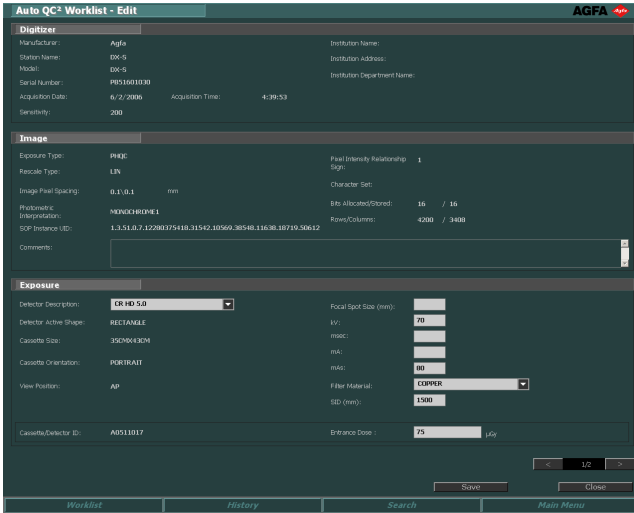 Auto QC² Worklist - Edit
AGFA Agfa
Digitizer
Manufacturer: Agfa Institution Name:
Station Name: DX-S Institution Address:
Model: DX-S
Institution Department Name:
Serial Number: PB51601030
Acquisition Date: 6/2/2006 Acquisition Time: 4:39:53
Sensitivity: 200
Image
Exposure Type: PHQC Pixel Intensity Relationship Sign: 1
Rescale Type: LIN
Character Set:
Image Pixel Spacing: 0.1\0.1 mm
Bits Allocated/Stored: 16 / 16
Photometric Interpretation: MONOCHROME1
Rows/Columns: 4200 / 3408
SOP Instance UID: 1.3.51.0.7.12280375418.31542.10569.38548.11638.18719.50612
Comments:
Exposure
Detector Description: CR HD 5.0 Focal Spot Size (mm):
Detector Active Shape: RECTANGLE kV: 70
Cassette Size: 35CMX43CM msec:
mA:
Cassette Orientation: PORTRAIT mAs: 80
View Position: AP Filter Material: COPPER
SID (mm): 1500
Cassette/Detector ID: A0511017 Entrance Dose : 75 µGy
< 1/2 >
Save Close
Worklist History Search Main Menu